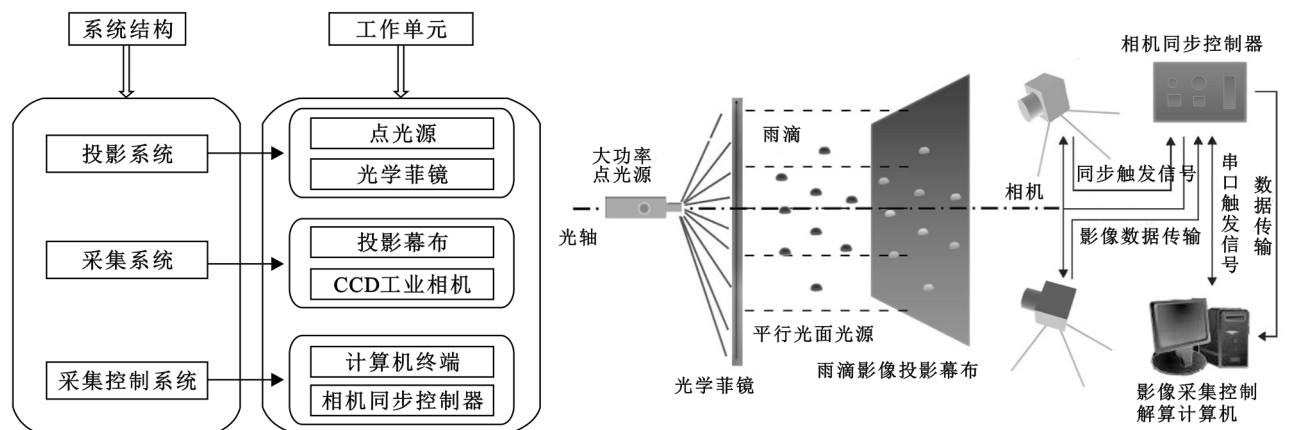 系统结构
工作单元
投影系统
点光源
光学菲镜
采集系统
投影幕布
CCD工业相机
采集控制系统
计算机终端
相机同步控制器
大功率
点光源
光轴
光学菲镜
雨滴
平行光面光源
雨滴影像投影幕布
相机
相机同步控制器
同步触发信号
影像数据传输
串口触发信号
数据传输
影像采集控制
解算计算机